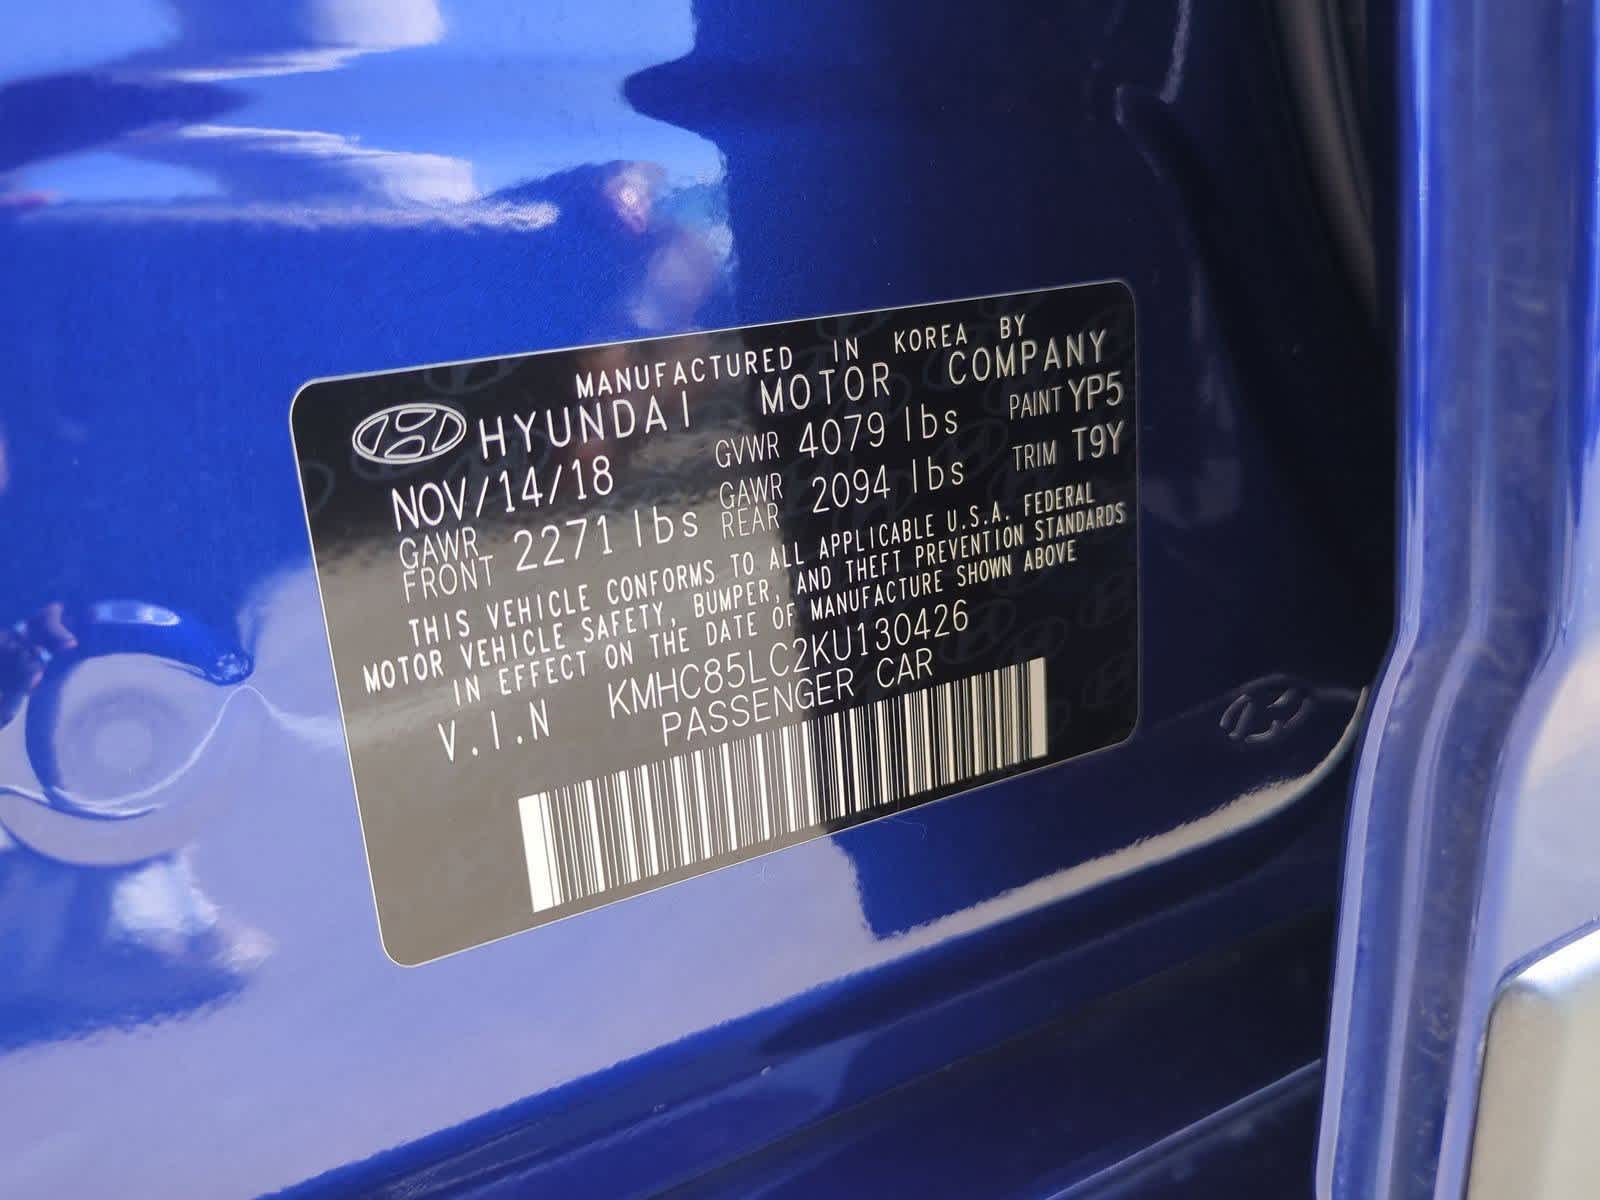 MANUFACTURED IN KOREA BY
HYUNDAI MOTOR COMPANY
NOV/14/18 GVWR 4079 lbs PAINT YP5
GAWR FRONT 2271 lbs GAWR REAR 2094 lbs TRIM T9Y
THIS VEHICLE CONFORMS TO ALL APPLICABLE U.S.A. FEDERAL
MOTOR VEHICLE SAFETY, BUMPER, AND THEFT PREVENTION STANDARDS
IN EFFECT ON THE DATE OF MANUFACTURE SHOWN ABOVE
V.I.N KMHC85LC2KU130426
PASSENGER CAR